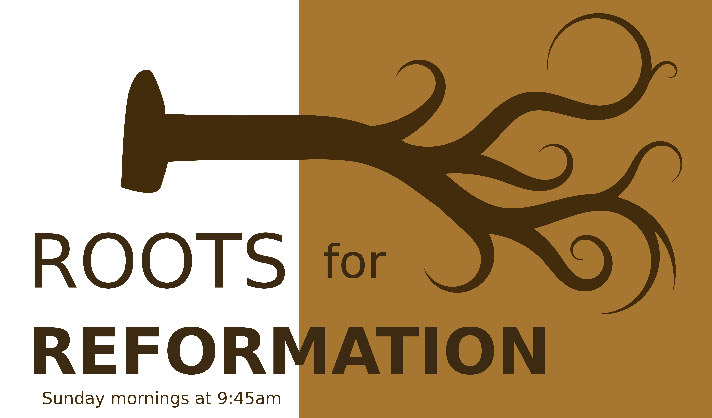 ROOTS for
REFORMATION
Sunday mornings at 9:45am